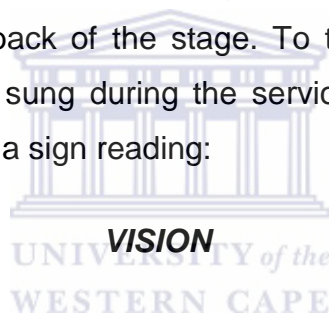 back of the stage. To t
sung during the servic
a sign reading:
VISION
UNIVERSITY of the
WESTERN CAPE